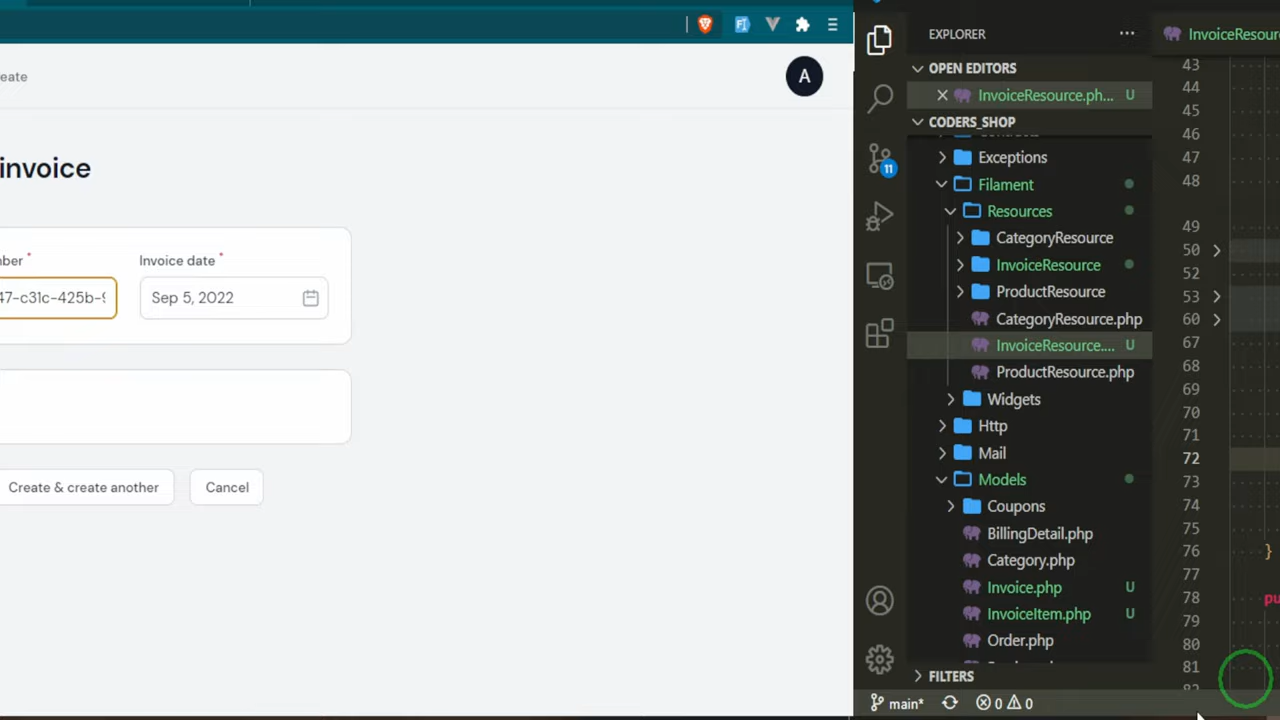 eate
A
invoice
ber *
Invoice date *
47-c31c-425b-9
Sep 5, 2022
Create & create another
Cancel
EXPLORER
...
InvoiceResour
OPEN EDITORS
InvoiceResource.ph... U
CODERS_SHOP
Exceptions
Filament
Resources
CategoryResource
InvoiceResource
ProductResource
CategoryResource.php
InvoiceResource.... U
ProductResource.php
Widgets
Http
Mail
Models
Coupons
BillingDetail.php
Category.php
Invoice.php U
InvoiceItem.php U
Order.php
FILTERS
11
main*
0
0
43
44
45
46
47
48
49
50
52
53
60
67
68
69
70
71
72
73
74
75
76 }
77
78 pu
79
80
81